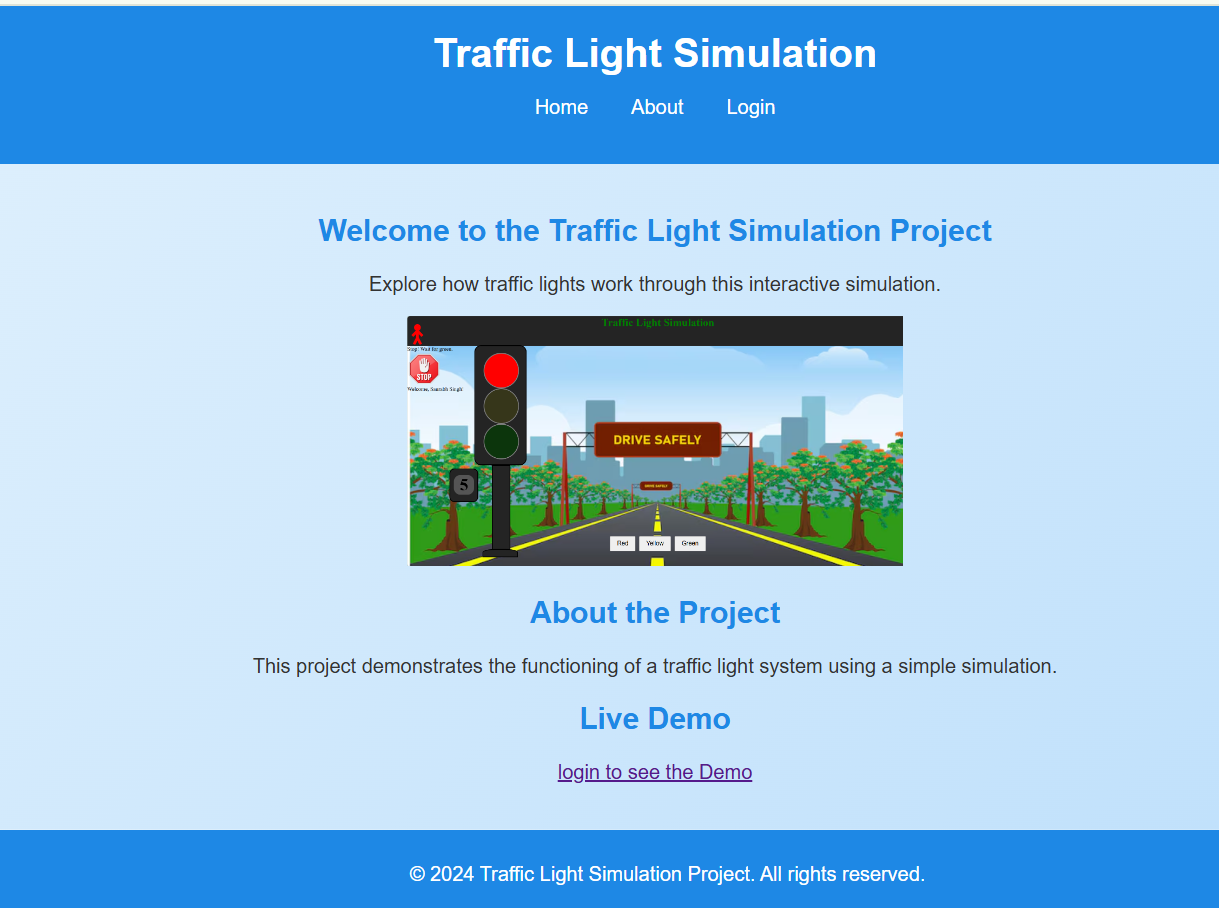 Traffic Light Simulation
Home About Login
Welcome to the Traffic Light Simulation Project
Explore how traffic lights work through this interactive simulation.
Traffic Light Simulation
Stop! Wait for green.
STOP
Welcome, Saurabh Singh!
DRIVE SAFELY
5
DRIVE SAFELY
Red Yellow Green
About the Project
This project demonstrates the functioning of a traffic light system using a simple simulation.
Live Demo
login to see the Demo
© 2024 Traffic Light Simulation Project. All rights reserved.